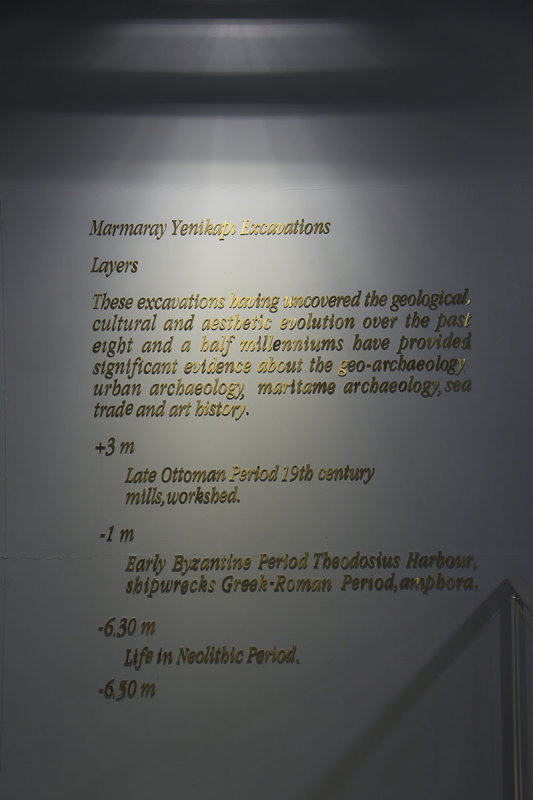 Marmaray Yenikapı Excavations
Layers
These excavations having uncovered the geological,
cultural and aesthetic evolution over the past
eight and a half millenniums have provided
significant evidence about the geo-archaeology,
urban archaeology, maritame archaeology, sea
trade and art history.
+3 m
Late Ottoman Period 19th century
mills, workshed.
-1 m
Early Byzantine Period Theodosius Harbour,
shipwrecks Greek-Roman Period, amphora.
-6.30 m
Life in Neolithic Period.
-6.50 m